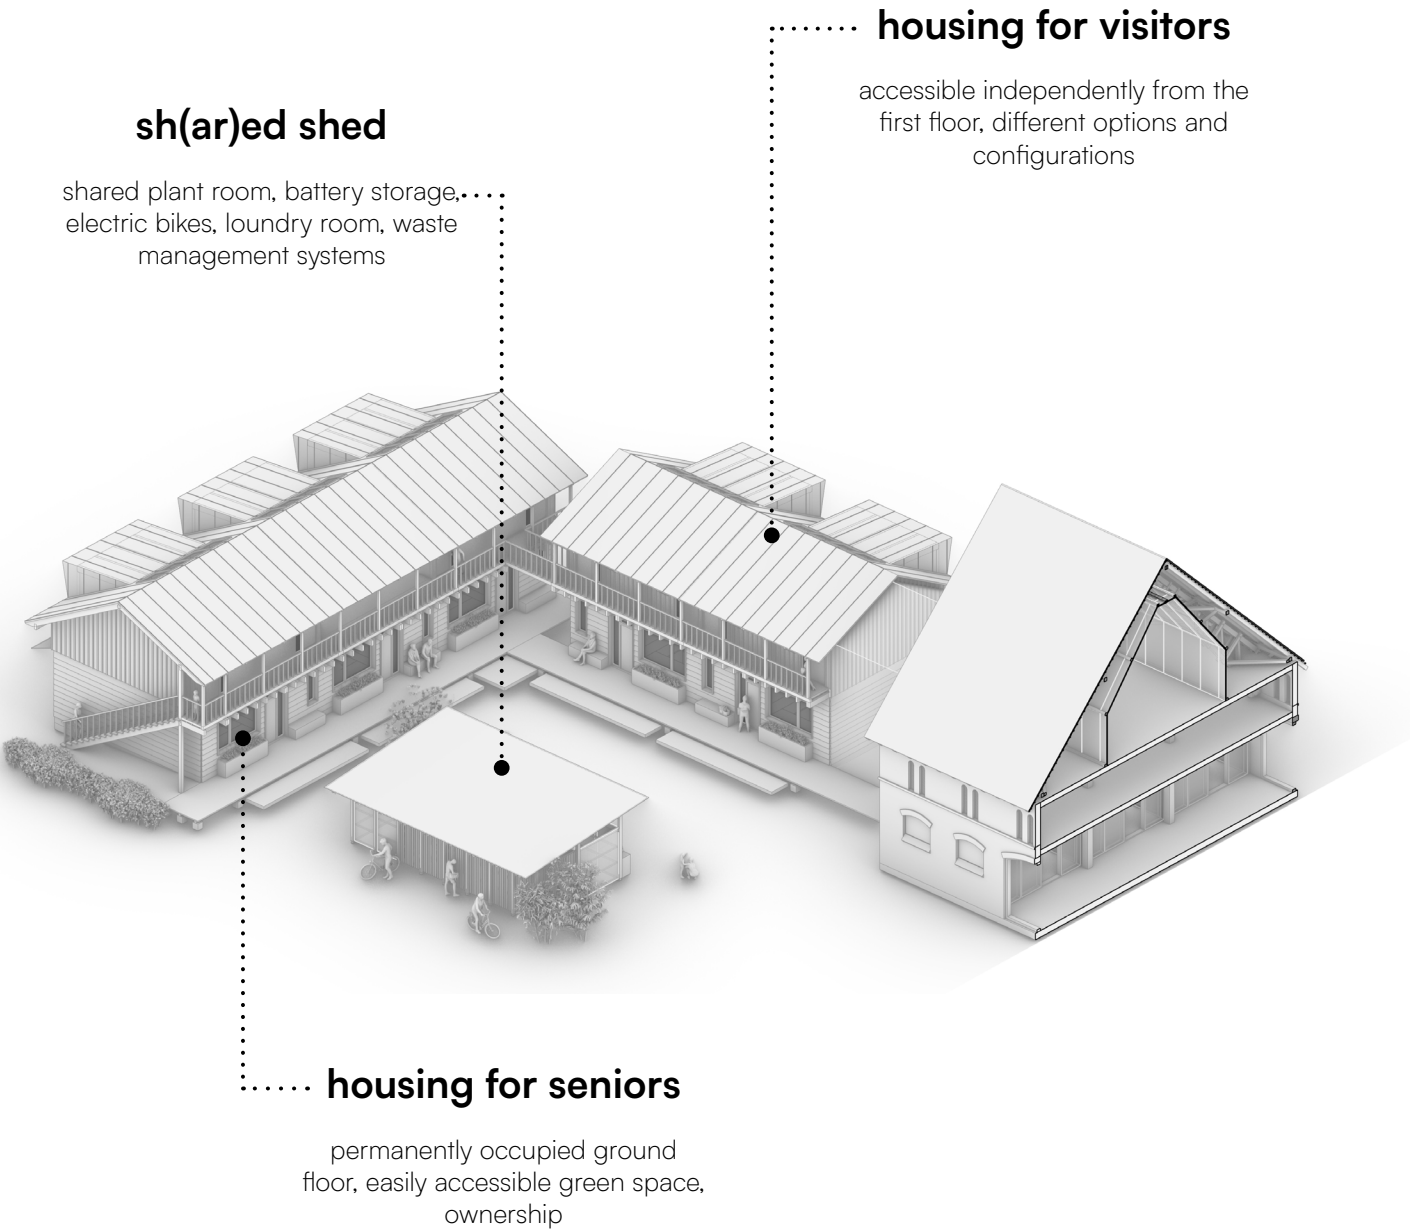 housing for visitors
accessible independently from the
first floor, different options and
configurations
sh(ar)ed shed
shared plant room, battery storage,
electric bikes, loundry room, waste
management systems
housing for seniors
permanently occupied ground
floor, easily accessible green space,
ownership